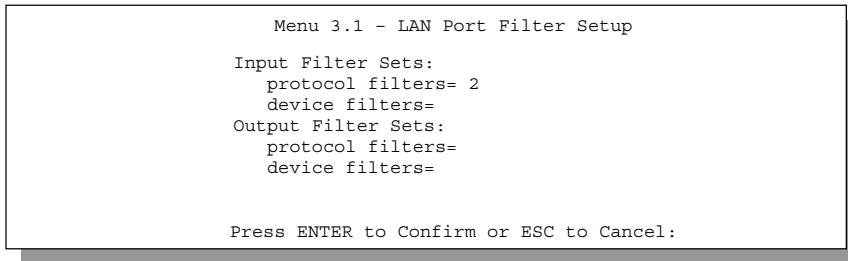 Menu 3.1 – LAN Port Filter Setup
Input Filter Sets:
protocol filters= 2
device filters=
Output Filter Sets:
protocol filters=
device filters=
Press ENTER to Confirm or ESC to Cancel: